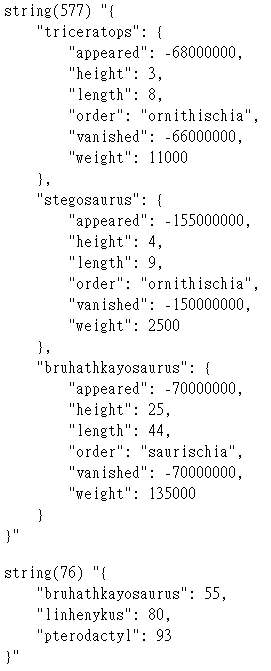 string(577) "{
    "triceratops": {
        "appeared": -68000000,
        "height": 3,
        "length": 8,
        "order": "ornithischia",
        "vanished": -66000000,
        "weight": 11000
    },
    "stegosaurus": {
        "appeared": -155000000,
        "height": 4,
        "length": 9,
        "order": "ornithischia",
        "vanished": -150000000,
        "weight": 2500
    },
    "bruhathkayosaurus": {
        "appeared": -70000000,
        "height": 25,
        "length": 44,
        "order": "saurischia",
        "vanished": -70000000,
        "weight": 135000
    }
}"

string(76) "{
    "bruhathkayosaurus": 55,
    "linhenykus": 80,
    "pterodactyl": 93
}"